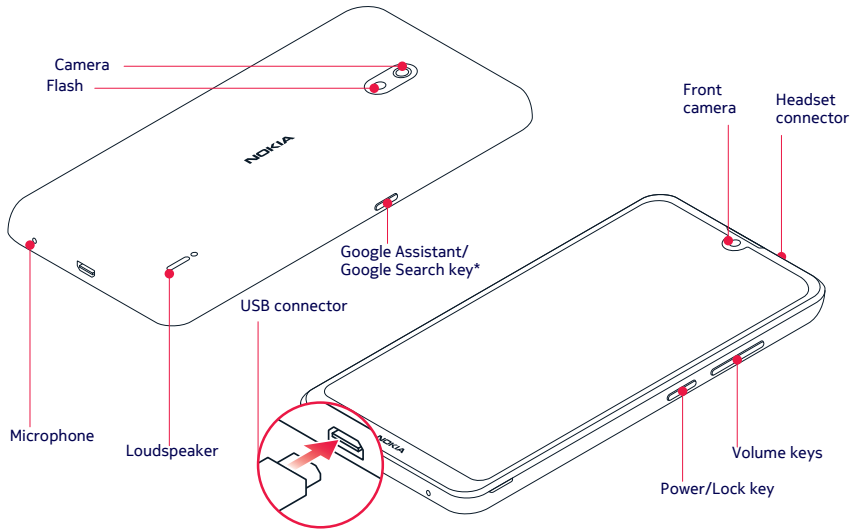 Camera
Flash
NOKIA
Front
camera
Headset
connector
Google Assistant/
Google Search key*
USB connector
Microphone
Loudspeaker
NOKIA
Volume keys
Power/Lock key